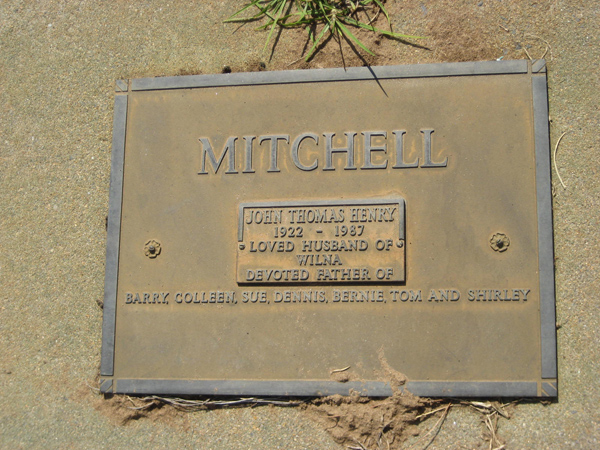 MITCHELL
JOHN THOMAS HENRY
1922 - 1987
LOVED HUSBAND OF
WILNA
DEVOTED FATHER OF
BARRY, COLLEEN, SUE, DENNIS, BERNIE, TOM AND SHIRLEY